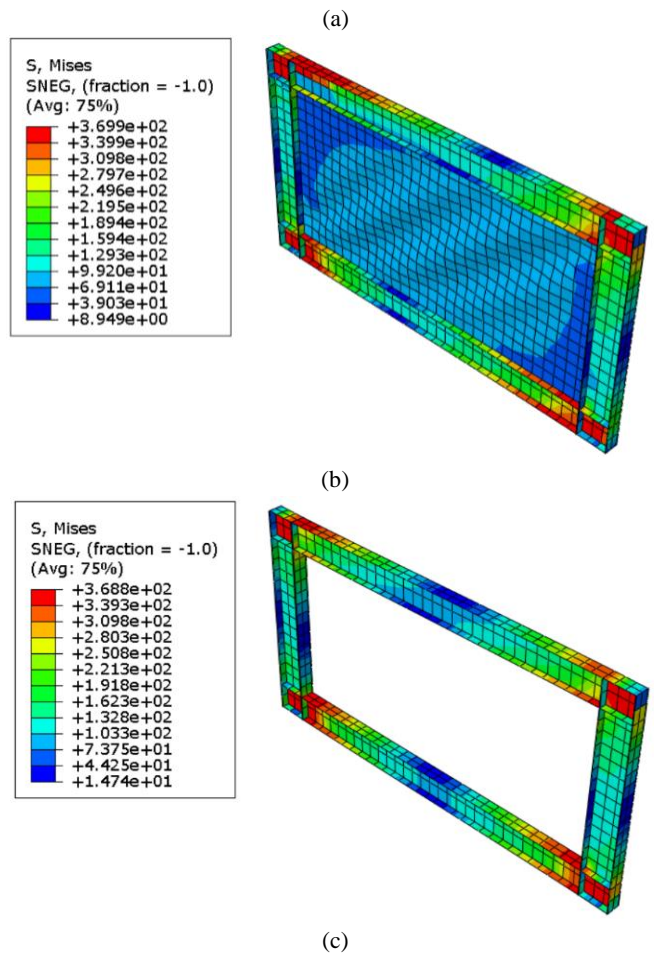 (a)
S, Mises
SNEG, (fraction = -1.0)
(Avg: 75%)
+3.699e+02
+3.399e+02
+3.098e+02
+2.797e+02
+2.496e+02
+2.195e+02
+1.894e+02
+1.594e+02
+1.293e+02
+9.920e+01
+6.911e+01
+3.903e+01
+8.949e+00
(b)
S, Mises
SNEG, (fraction = -1.0)
(Avg: 75%)
+3.688e+02
+3.393e+02
+3.098e+02
+2.803e+02
+2.508e+02
+2.213e+02
+1.918e+02
+1.623e+02
+1.328e+02
+1.033e+02
+7.375e+01
+4.425e+01
+1.474e+01
(c)